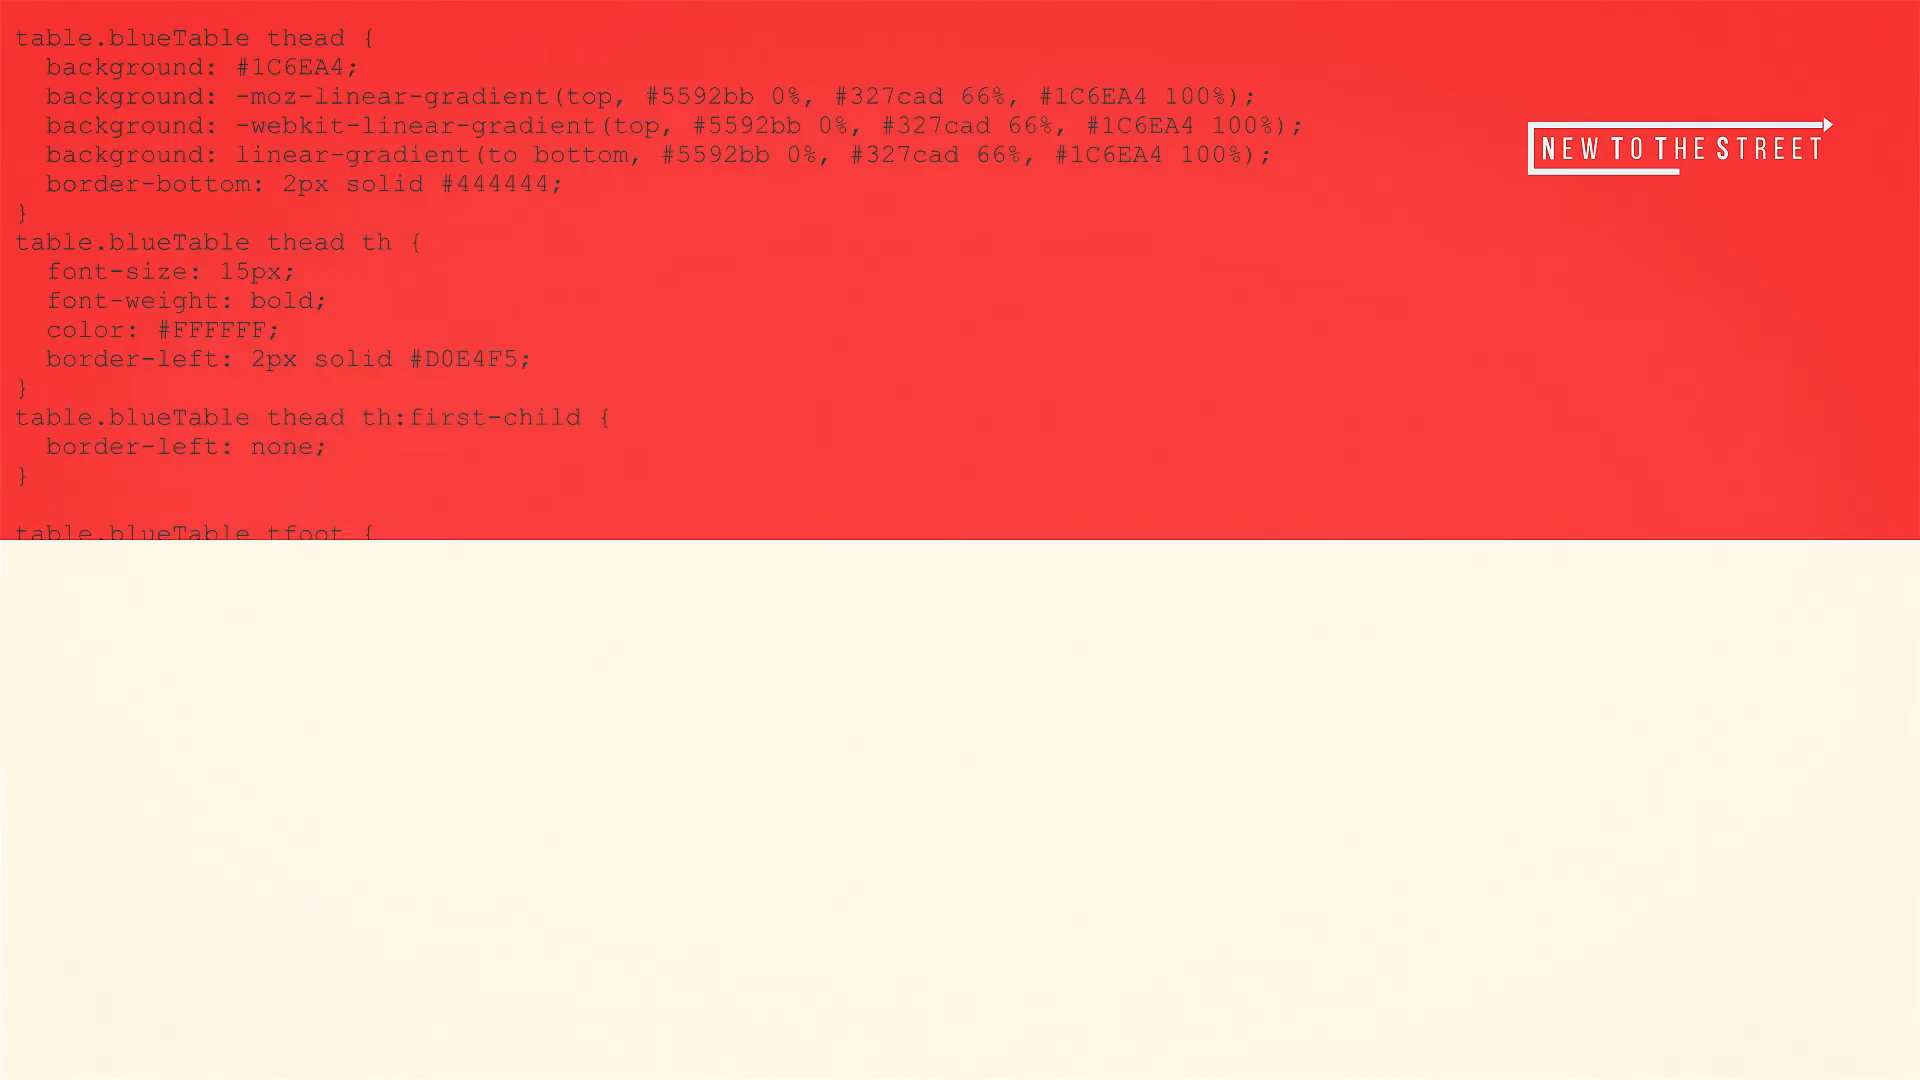 table.blueTable thead {
  background: #1C6EA4;
  background: -moz-linear-gradient(top, #5592bb 0%, #327cad 66%, #1C6EA4 100%);
  background: -webkit-linear-gradient(top, #5592bb 0%, #327cad 66%, #1C6EA4 100%);
  background: linear-gradient(to bottom, #5592bb 0%, #327cad 66%, #1C6EA4 100%);
  border-bottom: 2px solid #444444;
}
table.blueTable thead th {
  font-size: 15px;
  font-weight: bold;
  color: #FFFFFF;
  border-left: 2px solid #D0E4F5;
}
table.blueTable thead th:first-child {
  border-left: none;
}
table.blueTable tfoot {
NEW TO THE STREET